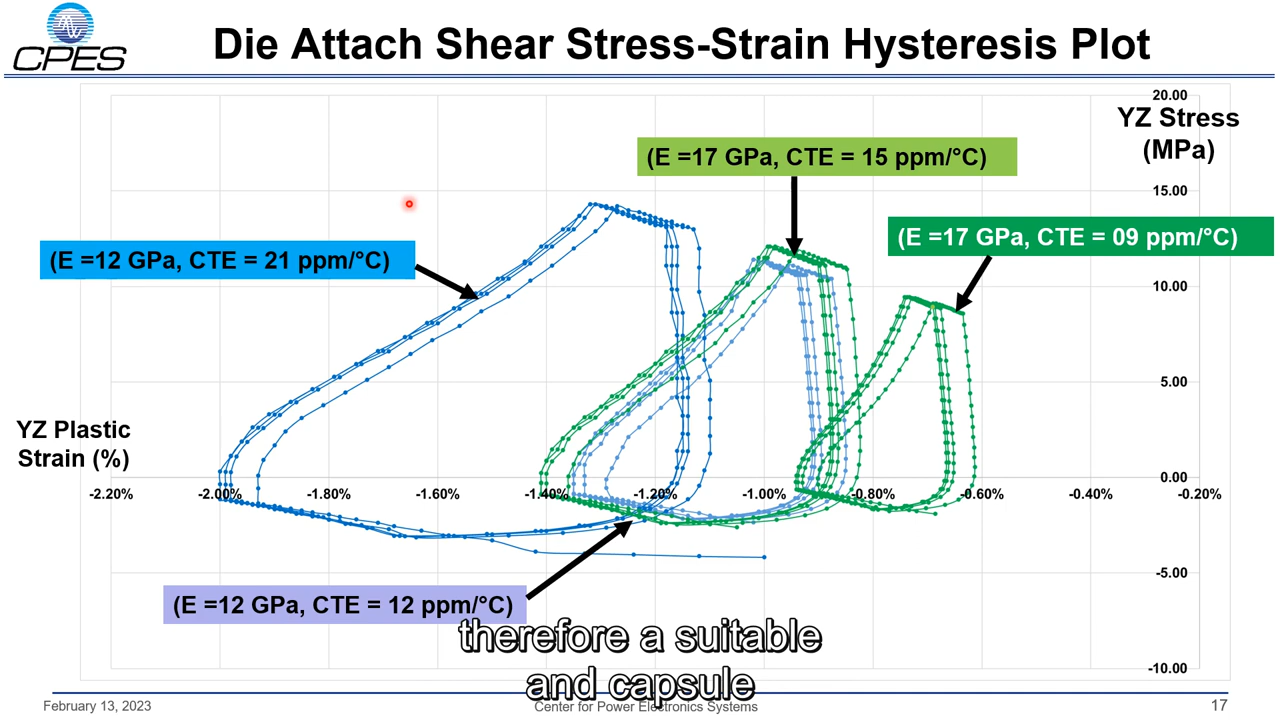 CPES
Die Attach Shear Stress-Strain Hysteresis Plot
20.00
YZ Stress
(MPa)
(E =17 GPa, CTE = 15 ppm/°C)
15.00
(E =17 GPa, CTE = 09 ppm/°C)
(E =12 GPa, CTE = 21 ppm/°C)
10.00
5.00
YZ Plastic
Strain (%)
0.00
-2.20%
-2.00%
-1.80%
-1.60%
-1.40%
-1.20%
-1.00%
-0.80%
-0.60%
-0.40%
-0.20%
-5.00
(E =12 GPa, CTE = 12 ppm/°C)
therefore a suitable
and capsule
-10.00
February 13, 2023
Center for Power Electronics Systems
17